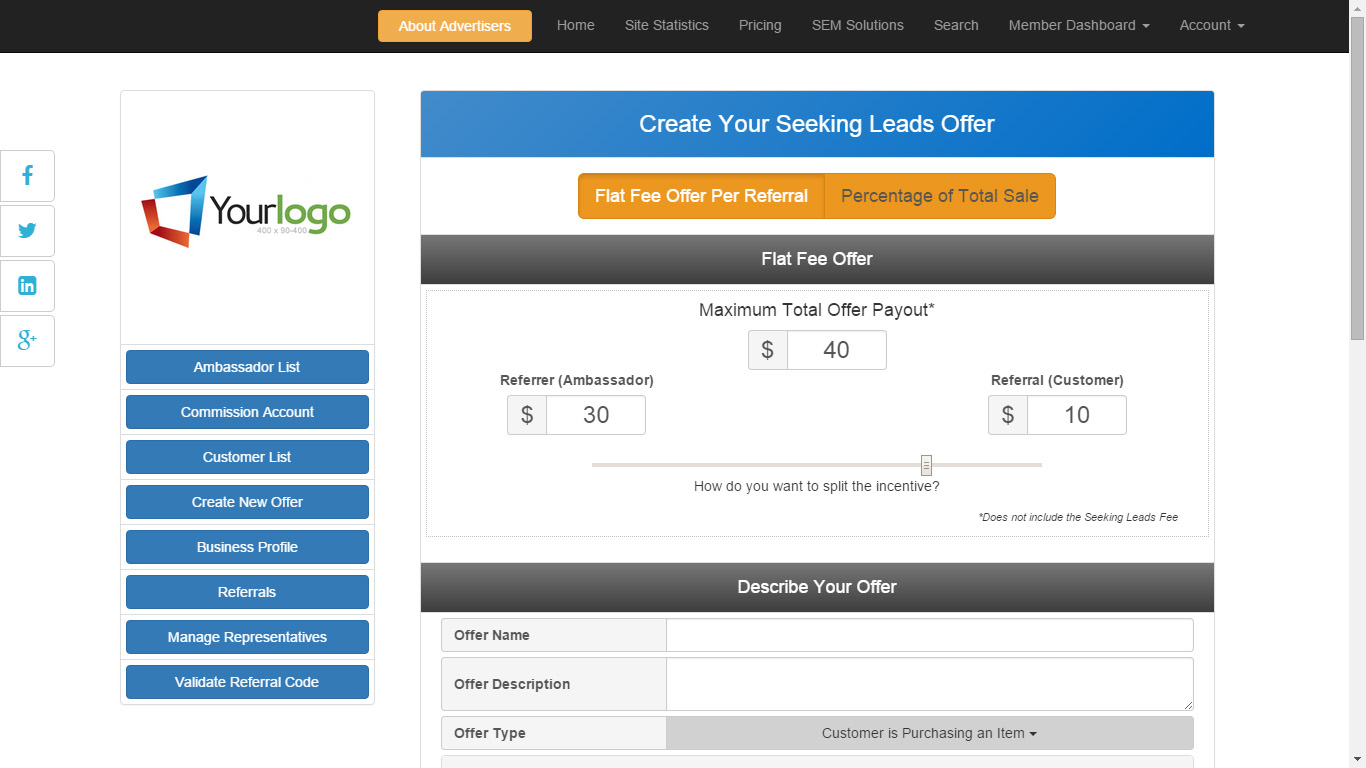 About Advertisers Home Site Statistics Pricing SEM Solutions Search Member Dashboard Account
Yourlogo
400 x 90-400
Ambassador List
Commission Account
Customer List
Create New Offer
Business Profile
Referrals
Manage Representatives
Validate Referral Code
Create Your Seeking Leads Offer
Flat Fee Offer Per Referral Percentage of Total Sale
Flat Fee Offer
Maximum Total Offer Payout*
$ 40
Referrer (Ambassador) Referral (Customer)
$ 30 $ 10
How do you want to split the incentive?
*Does not include the Seeking Leads Fee
Describe Your Offer
Offer Name
Offer Description
Offer Type Customer is Purchasing an Item